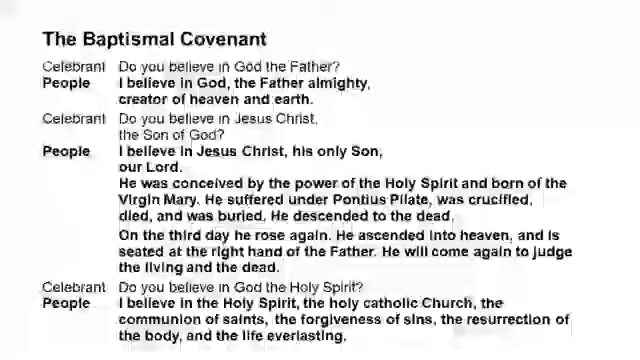 The Baptismal Covenant
Celebrant Do you believe in God the Father?
People I believe in God, the Father almighty,
creator of heaven and earth.
Celebrant Do you believe in Jesus Christ,
the Son of God?
People I believe in Jesus Christ, his only Son,
our Lord.
He was conceived by the power of the Holy Spirit and born of the
Virgin Mary. He suffered under Pontius Pilate, was crucified,
died, and was buried. He descended to the dead.
On the third day he rose again. He ascended into heaven, and is
seated at the right hand of the Father. He will come again to judge
the living and the dead.
Celebrant Do you believe in God the Holy Spirit?
People I believe in the Holy Spirit, the holy catholic Church, the
communion of saints, the forgiveness of sins, the resurrection of
the body, and the life everlasting.